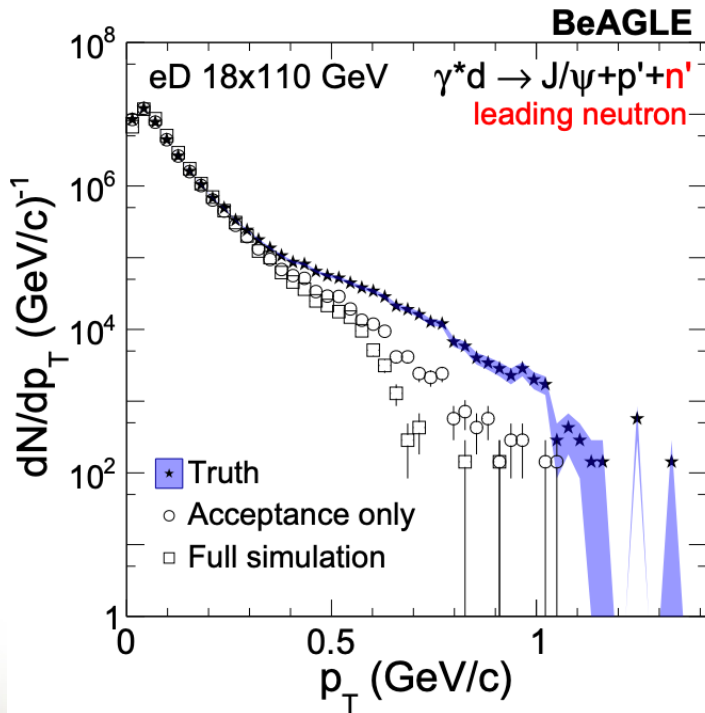 BeAGLE
eD 18x110 GeV
γ*d → J/ψ+p'+n'
leading neutron
dN/dp_T (GeV/c)^-1
10^8
10^6
10^4
10^2
1
Truth
Acceptance only
Full simulation
0
0.5
1
p_T (GeV/c)